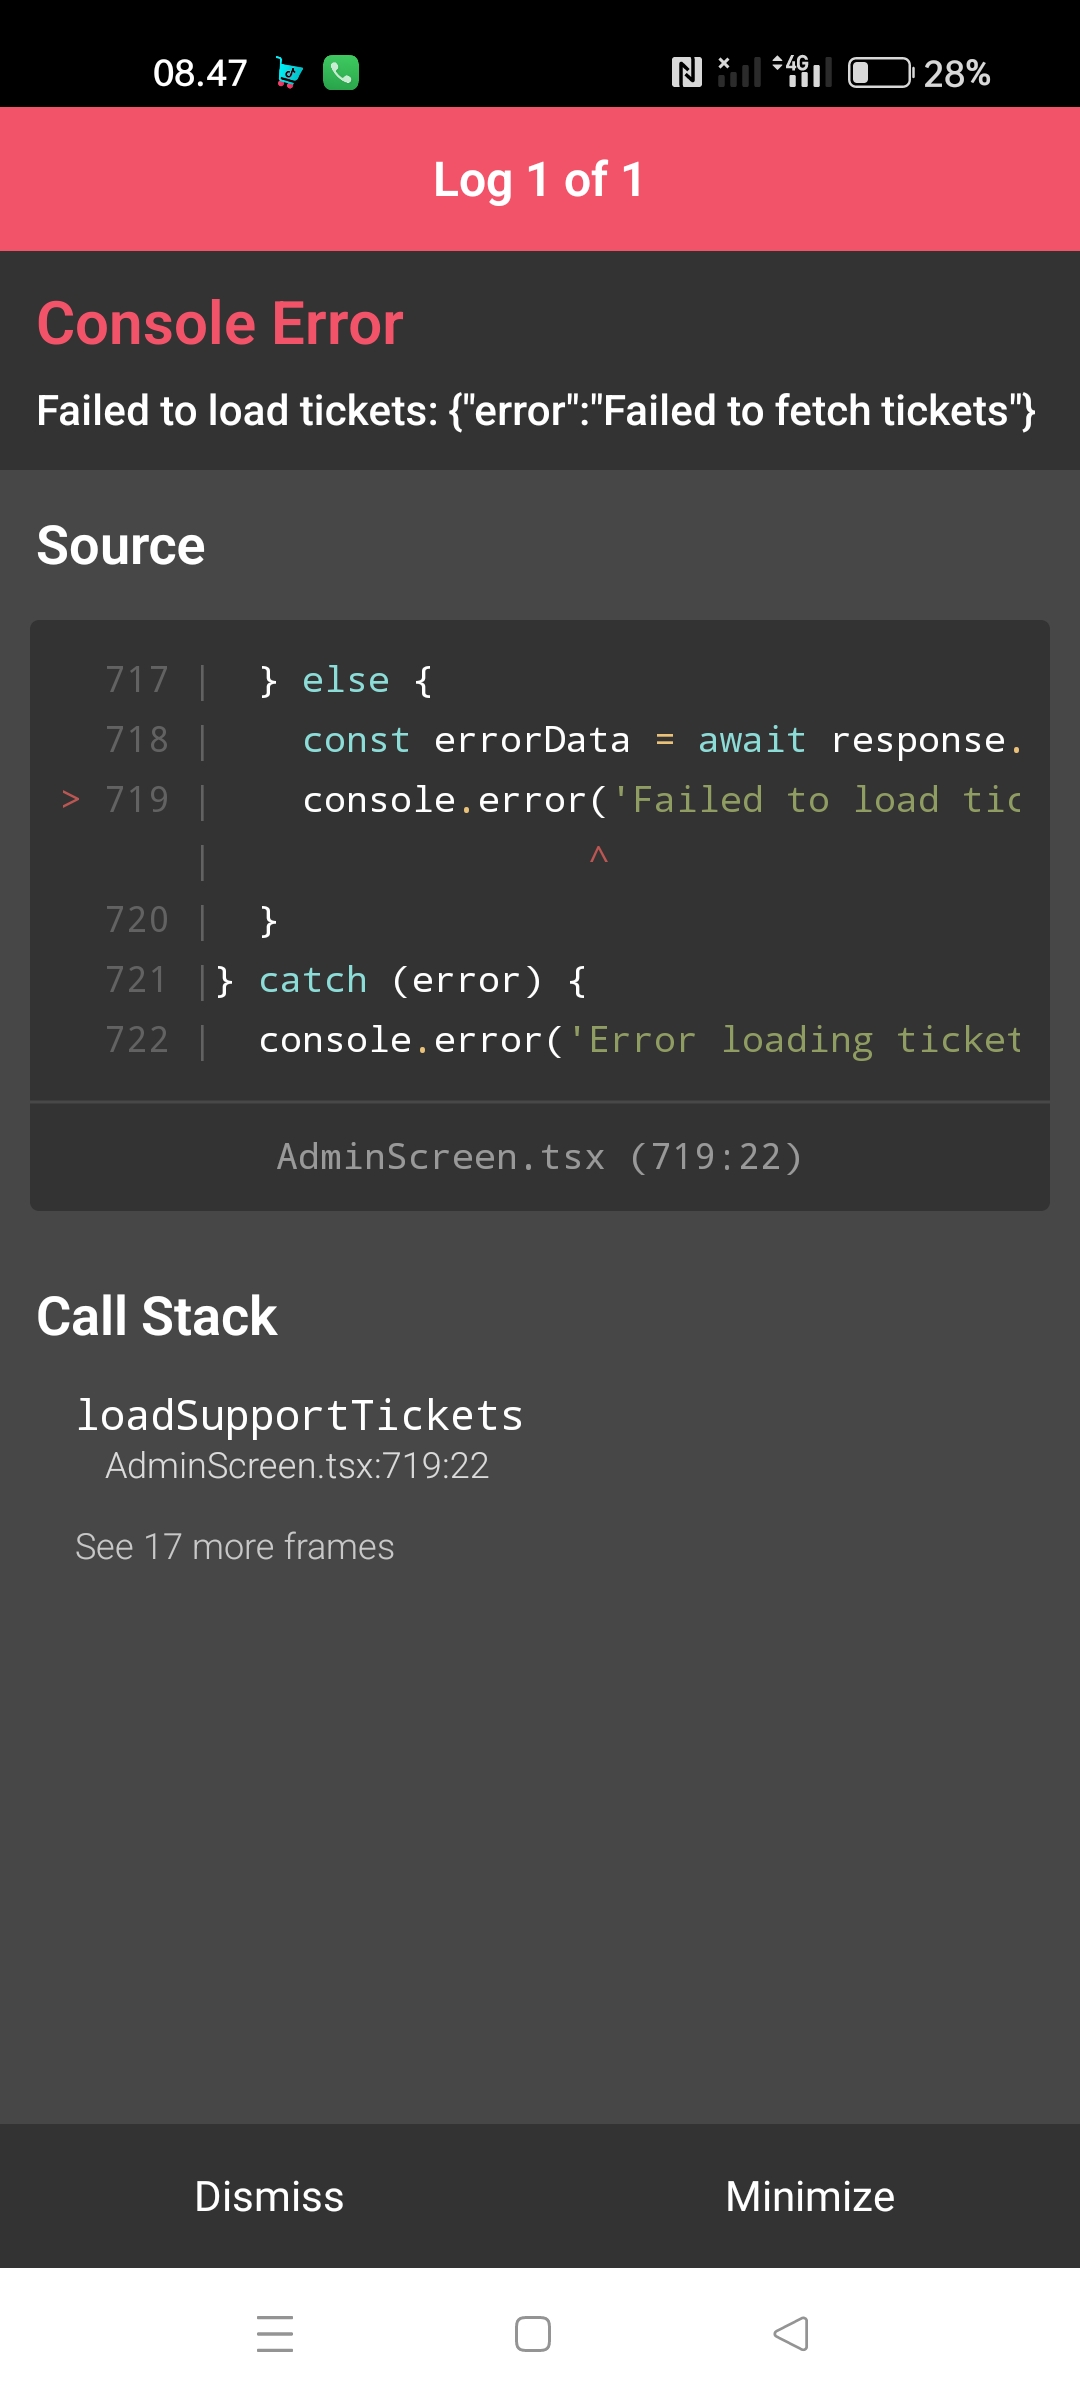 08.47 4G 28%
Log 1 of 1
Console Error
Failed to load tickets: {"error":"Failed to fetch tickets"}
Source
717 | } else {
718 | const errorData = await response.
> 719 | console.error('Failed to load tic
| ^
720 | }
721 |} catch (error) {
722 | console.error('Error loading ticket
AdminScreen.tsx (719:22)
Call Stack
loadSupportTickets
AdminScreen.tsx:719:22
See 17 more frames
Dismiss Minimize